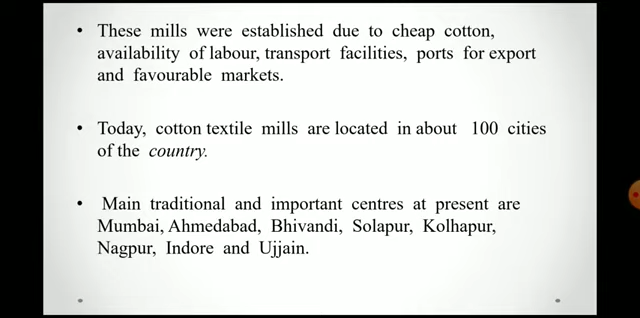 • These mills were established due to cheap cotton,
availability of labour, transport facilities, ports for export
and favourable markets.
• Today, cotton textile mills are located in about 100 cities
of the country.
• Main traditional and important centres at present are
Mumbai, Ahmedabad, Bhivandi, Solapur, Kolhapur,
Nagpur, Indore and Ujjain.